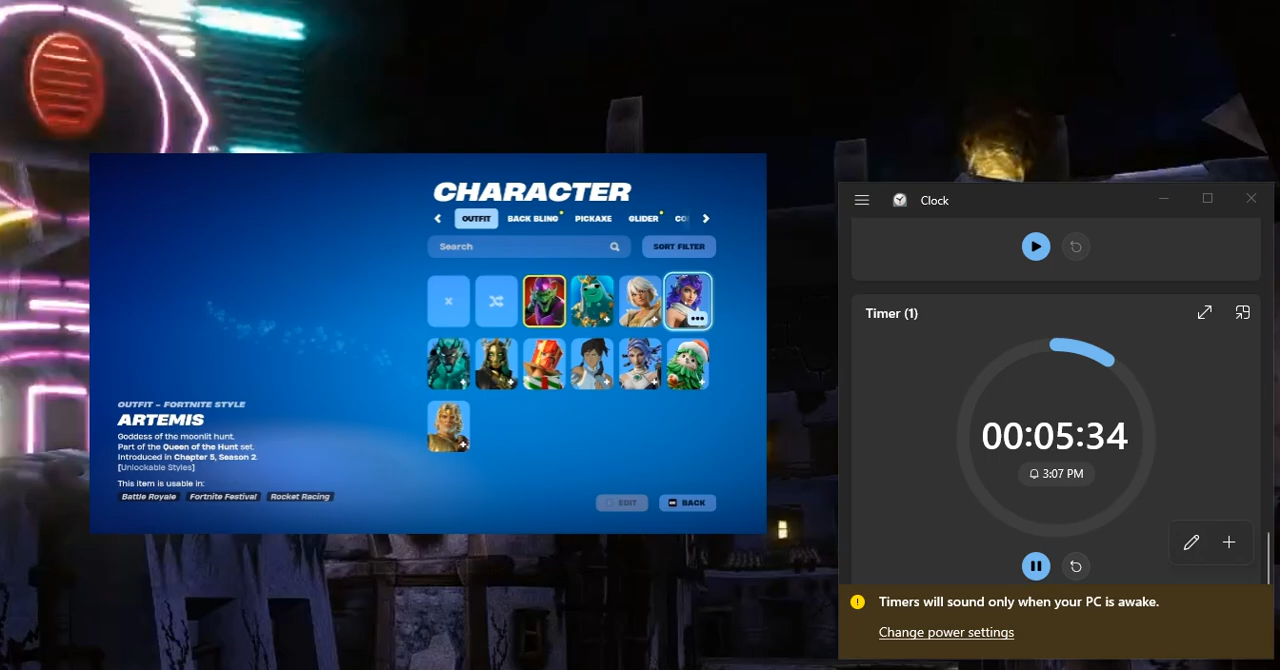 CHARACTER
OUTFIT BACK BLING PICKAXE GLIDER
Search SORT FILTER
OUTFIT – FORTNITE STYLE
ARTEMIS
Goddess of the moonlit hunt.
Part of the Queen of the Hunt set.
Introduced in Chapter 5, Season 2.
[Unlockable Styles]
This item is usable in:
Battle Royale Fortnite Festival Rocket Racing
EDIT BACK
Clock
Timer (1)
00:05:34
3:07 PM
Timers will sound only when your PC is awake.
Change power settings